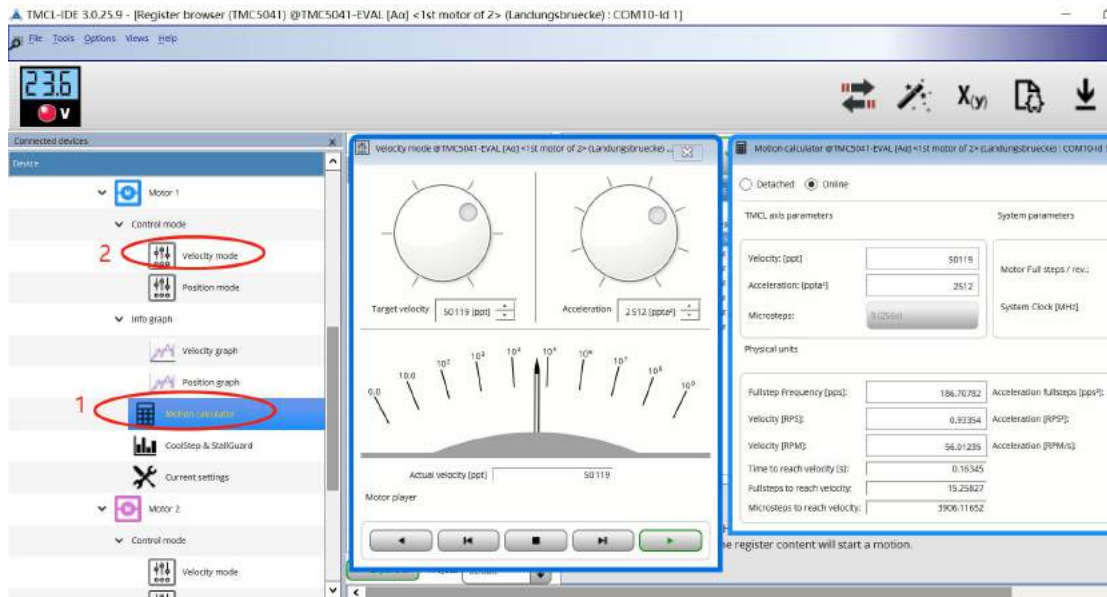 TMCL-IDE 3.0.25.9 - [Register browser (TMC5041) @TMC5041-EVAL [Aα] <1st motor of 2> (Landungsbruecke) : COM10-Id 1]
File Tools Options Views Help
23.6
V
X(y)
Connected devices
Device
Motor 1
Control mode
2
Velocity mode
Position mode
Info graph
Velocity graph
Position graph
1
Motion calculator
CoolStep & StallGuard
Current settings
Motor 2
Control mode
Velocity mode
Velocity mode @TMC5041-EVAL [Aα] <1st motor of 2> (Landungsbruecke) ...
Target velocity 50119 [ppt]
Acceleration 2512 [ppta²]
0.0
10.0
10²
10³
10⁴
10⁵
10⁶
10⁷
10⁸
10⁹
Actual velocity [ppt] 50119
Motor player
Motion calculator @TMC5041-EVAL [Aα] <1st motor of 2> (Landungsbruecke) : COM10-Id 1
Detached Online
TMCL axis parameters
System parameters
Velocity: [ppt] 50119
Acceleration: [ppta²] 2512
Microsteps: 8 (256x)
Motor Full steps / rev.:
System Clock [MHz]
Physical units
Fullstep Frequency [pps]: 186.70782
Acceleration fullsteps [pps²]:
Velocity [RPS]: 0.93354
Acceleration [RPS²]:
Velocity [RPM]: 56.01235
Acceleration [RPM/s]:
Time to reach velocity [s]: 0.16345
Fullsteps to reach velocity: 15.25827
Microsteps to reach velocity: 3906.11652
e register content will start a motion.